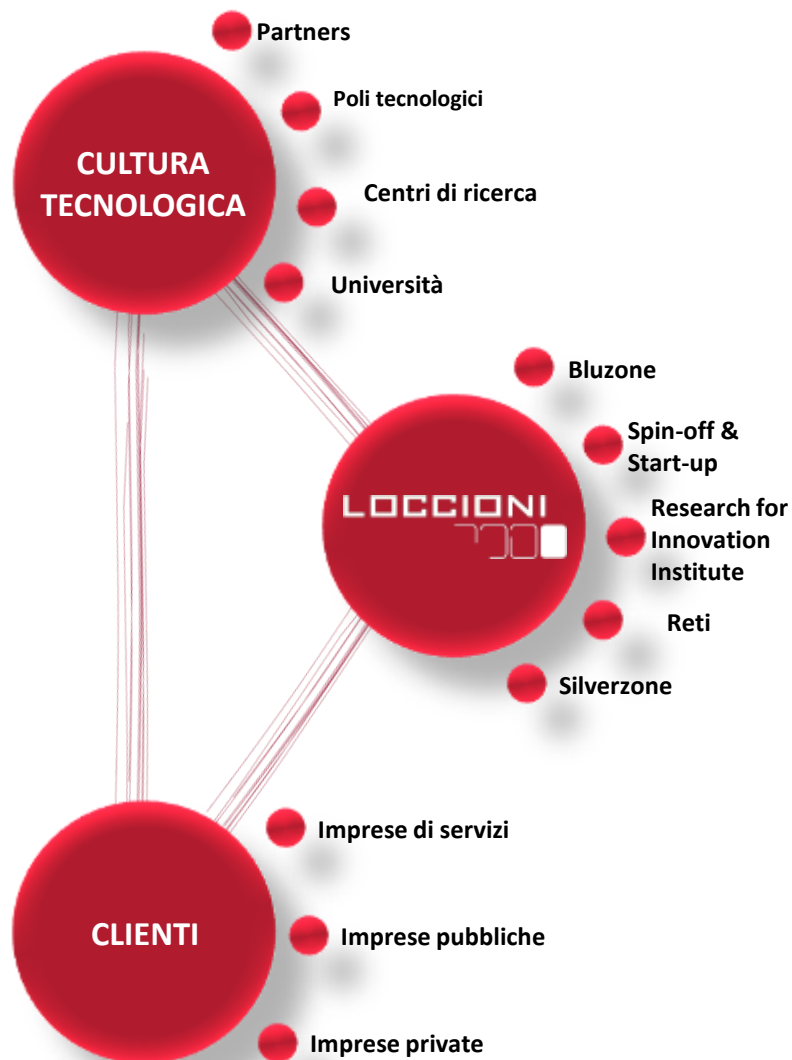 Partners
Poli tecnologici
CULTURA
TECNOLOGICA
Centri di ricerca
Università
Bluzone
Spin-off &
Start-up
LOCCIONI
Research for
Innovation
Institute
Reti
Silverzone
Imprese di servizi
CLIENTI
Imprese pubbliche
Imprese private